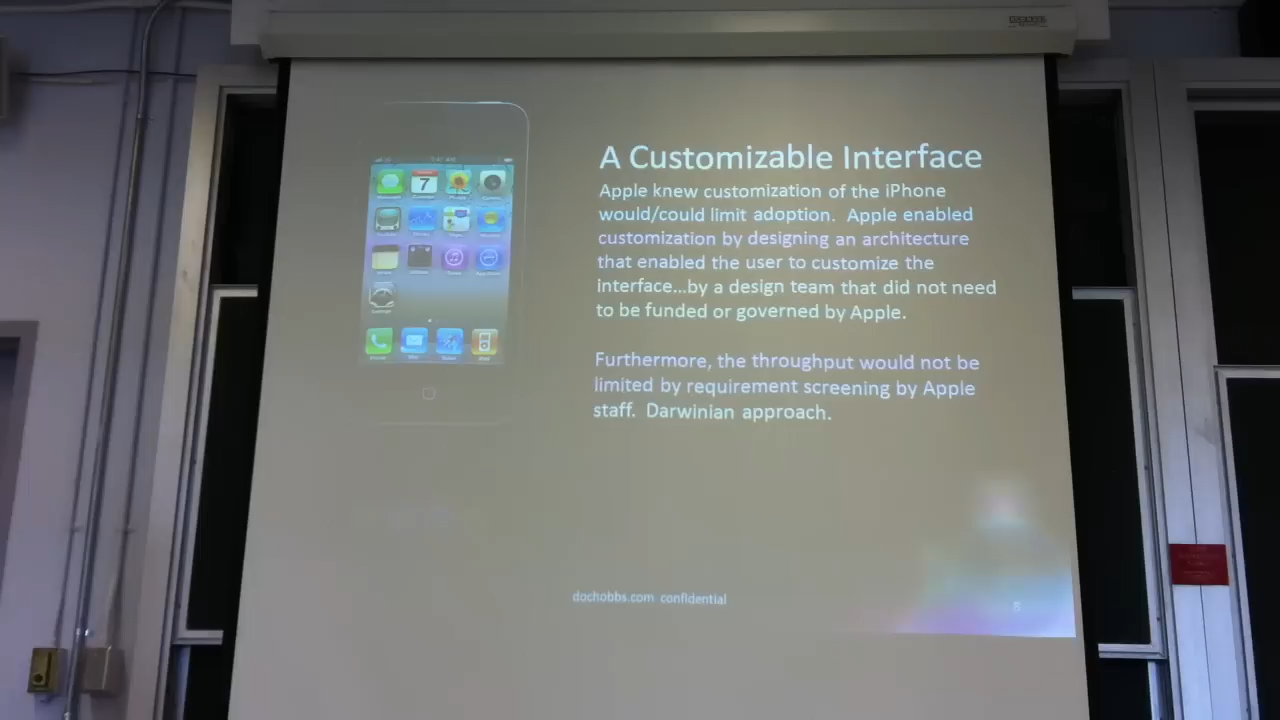 A Customizable Interface
Apple knew customization of the iPhone
would/could limit adoption. Apple enabled
customization by designing an architecture
that enabled the user to customize the
interface...by a design team that did not need
to be funded or governed by Apple.
Furthermore, the throughput would not be
limited by requirement screening by Apple
staff. Darwinian approach.
7
dochobbs.com confidential
8